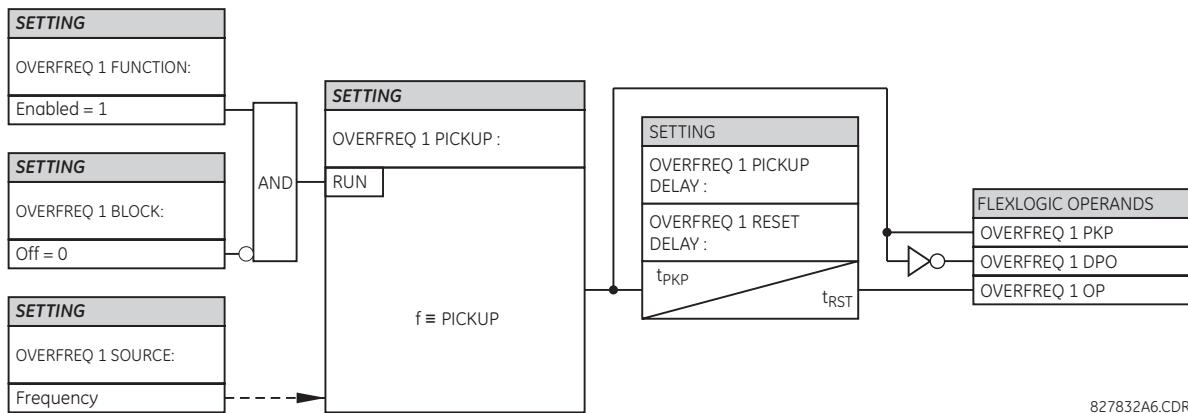 SETTING
OVERFREQ 1 FUNCTION:
Enabled = 1
SETTING
OVERFREQ 1 BLOCK:
Off = 0
SETTING
OVERFREQ 1 SOURCE:
Frequency
AND
SETTING
OVERFREQ 1 PICKUP :
RUN
f ≡ PICKUP
SETTING
OVERFREQ 1 PICKUP
DELAY :
OVERFREQ 1 RESET
DELAY :
tPKP
tRST
FLEXLOGIC OPERANDS
OVERFREQ 1 PKP
OVERFREQ 1 DPO
OVERFREQ 1 OP
827832A6.CDR